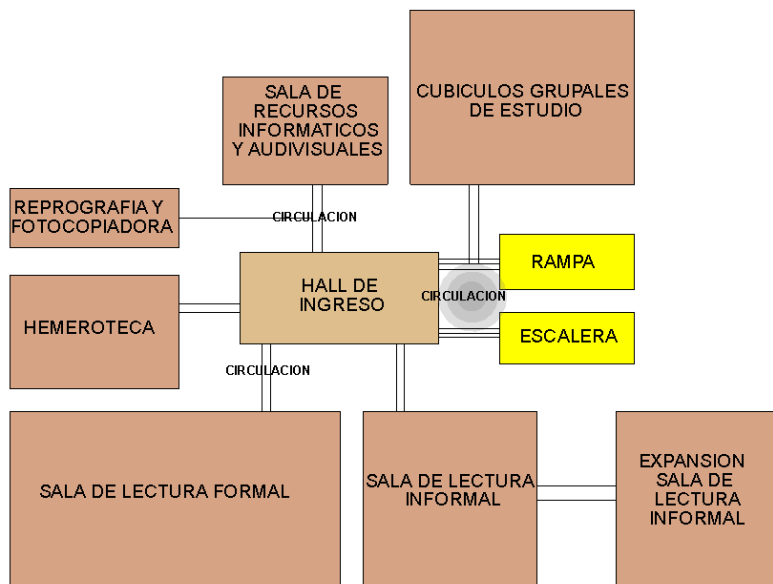 CUBICULOS GRUPALES
DE ESTUDIO
SALA DE
RECURSOS
INFORMATICOS
Y AUDIVISUALES
REPROGRAFIA Y
FOTOCOPIADORA
CIRCULACION
RAMPA
HALL DE
INGRESO
CIRCULACION
HEMEROTECA
ESCALERA
CIRCULACION
SALA DE LECTURA FORMAL
SALA DE LECTURA
INFORMAL
EXPANSION
SALA DE
LECTURA
INFORMAL